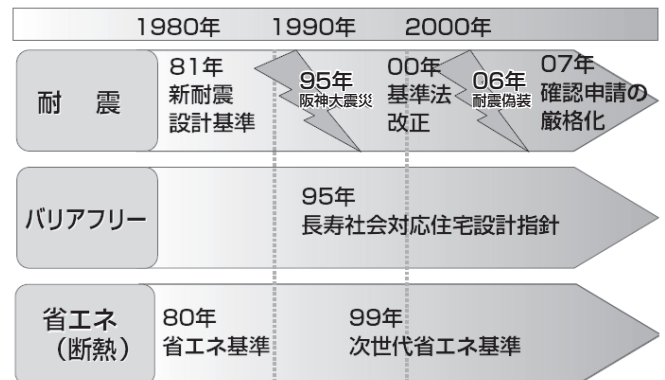 1980年 1990年 2000年
耐 震
81年
新耐震
設計基準
95年
阪神大震災
00年
基準法
改正
06年
耐震偽装
07年
確認申請の
厳格化
バリアフリー
95年
長寿社会対応住宅設計指針
省エネ
（断熱）
80年
省エネ基準
99年
次世代省エネ基準